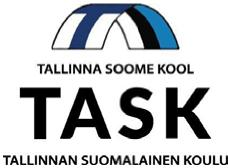 TALLINNA SOOME KOOL
TASK
TALLINNAN SUOMALAINEN KOULU